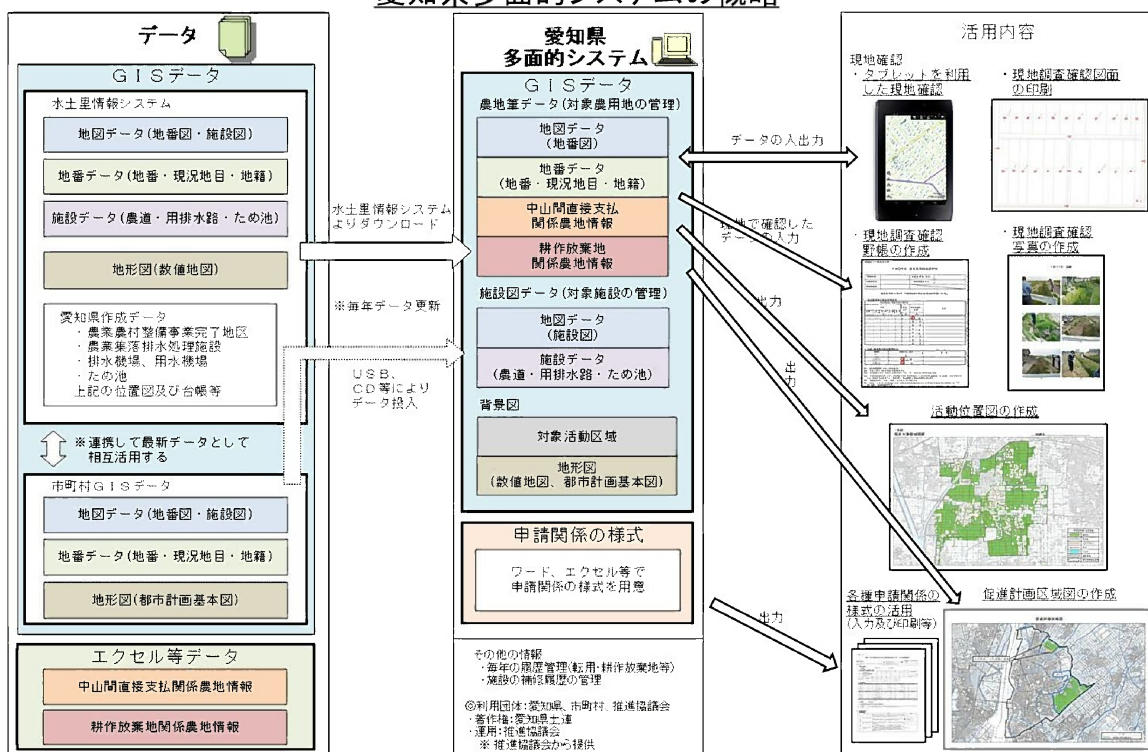 愛知県多面的システムの概略
データ
GISデータ
水土里情報システム
地図データ(地番図・施設図)
地番データ(地番・現況地目・地籍)
施設データ(農道・用排水路・ため池)
地形図(数値地図)
愛知県作成データ
・農業農村整備事業完了地区
・農業集落排水処理施設
・排水機場、用水機場
・ため池
上記の位置図及び台帳等
※連携して最新データとして
相互活用する
市町村GISデータ
地図データ(地番図・施設図)
地番データ(地番・現況地目・地籍)
地形図(都市計画基本図)
エクセル等データ
中山間直接支払関係農地情報
耕作放棄地関係農地情報
水土里情報システム
よりダウンロード
※毎年データ更新
USB、
CD等により
データ投入
愛知県
多面的システム
GISデータ
農地筆データ(対象農用地の管理)
地図データ
(地番図)
地番データ
(地番・現況地目・地籍)
中山間直接支払
関係農地情報
耕作放棄地
関係農地情報
施設図データ(対象施設の管理)
地図データ
(施設図)
施設データ
(農道・用排水路・ため池)
背景図
対象活動区域
地形図
(数値地図、都市計画基本図)
申請関係の様式
ワード、エクセル等で
申請関係の様式を用意
その他の情報
・毎年の履歴管理(転用・耕作放棄地等)
・施設の補修履歴の管理
◎利用団体:愛知県、市町村、推進協議会
・著作権:愛知県土連
・運用:推進協議会
※推進協議会から提供
データの入出力
現地で確認した
データの入力
出力
出力
出力
活用内容
現地確認
・タブレットを利用
した現地確認
・現地調査確認図面
の印刷
・現地調査確認
野帳の作成
・現地調査確認
写真の作成
活動位置図の作成
各種申請関係の
様式の活用
(入力及び印刷等)
促進計画区域図の作成